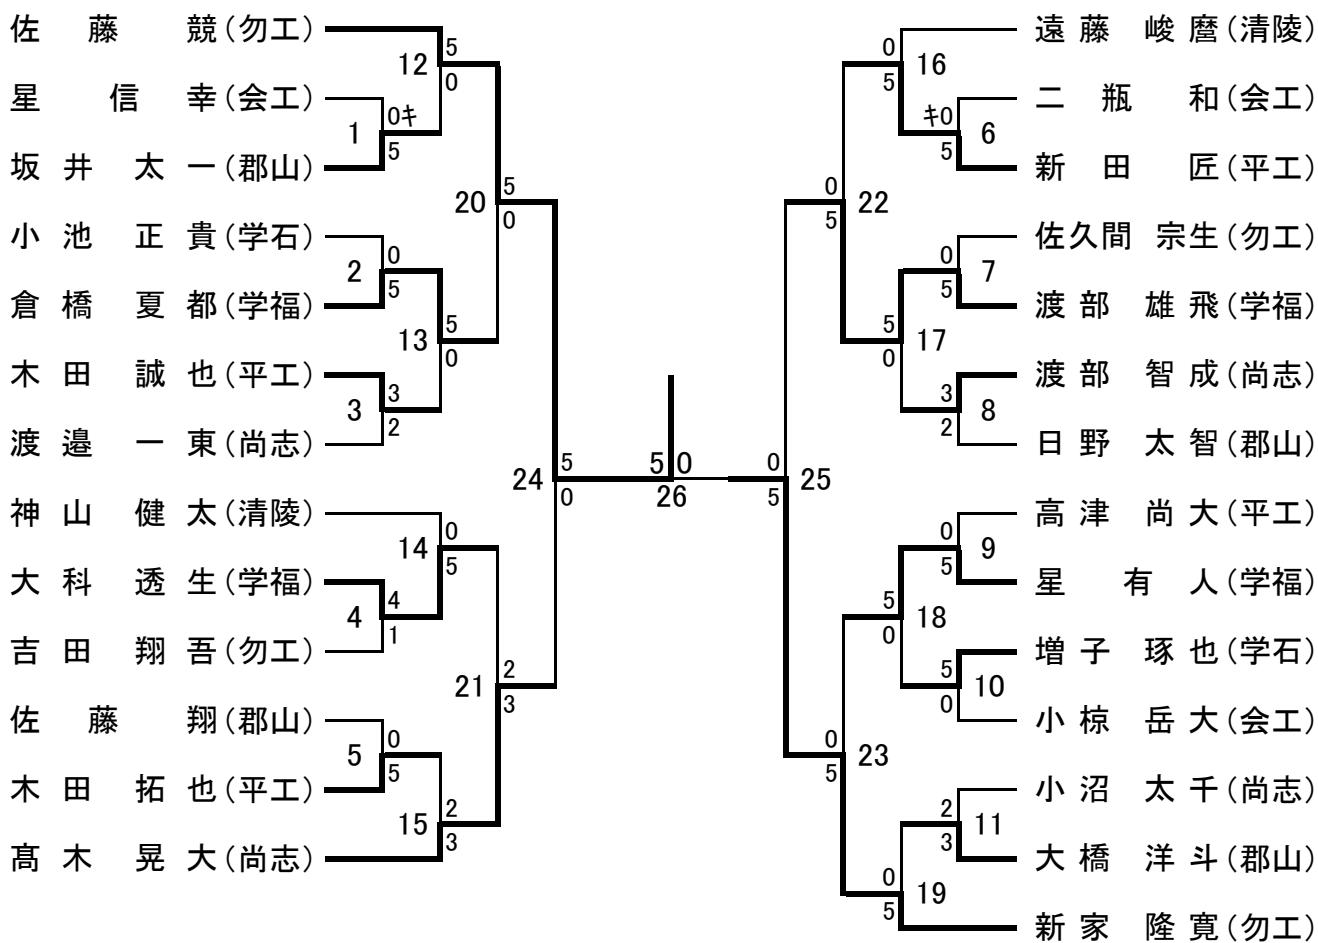 佐藤 競(勿工)
12
5
0
星 信幸(会工)
1
0キ
5
坂井 太一(郡山)
20
5
0
小池 正貴(学石)
2
0
5
倉橋 夏都(学福)
13
5
0
木田 誠也(平工)
3
3
2
渡邉 一東(尚志)
24
5
0
神山 健太(清陵)
14
0
5
大科 透生(学福)
4
4
1
吉田 翔吾(勿工)
21
2
3
佐藤 翔(郡山)
5
0
5
木田 拓也(平工)
15
2
3
髙木 晃大(尚志)
5 0
26
遠藤 峻麿(清陵)
0
5
16
二瓶 和(会工)
キ0
5
6
新田 匠(平工)
0
5
22
佐久間 宗生(勿工)
0
5
7
渡部 雄飛(学福)
5
0
17
渡部 智成(尚志)
3
2
8
日野 太智(郡山)
0
5
25
高津 尚大(平工)
0
5
9
星 有人(学福)
5
0
18
増子 琢也(学石)
5
0
10
小椋 岳大(会工)
0
5
23
小沼 太千(尚志)
2
3
11
大橋 洋斗(郡山)
0
5
19
新家 隆寛(勿工)